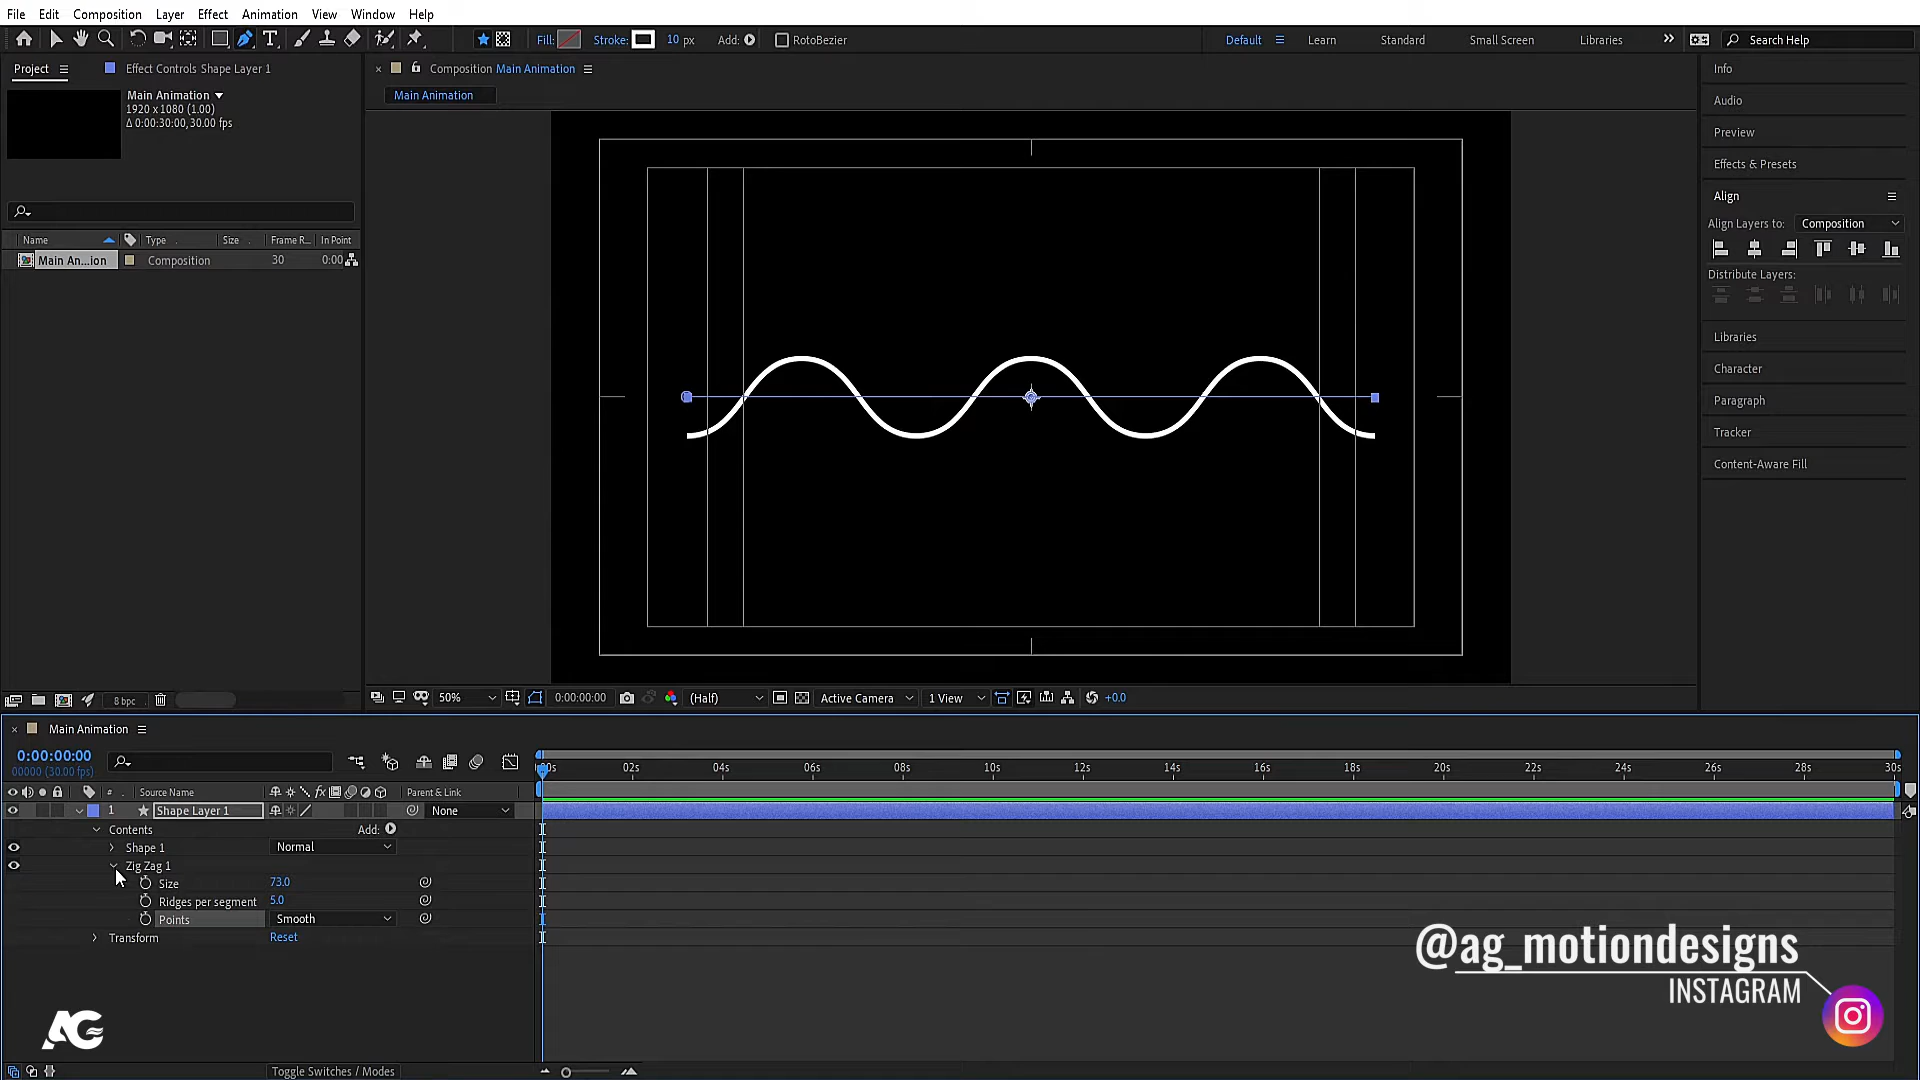 File Edit Composition Layer Effect Animation View Window Help
Fill: Stroke: 10 px Add: RotoBezier Default Learn Standard Small Screen Libraries Search Help
Project Effect Controls Shape Layer 1
Composition Main Animation
Main Animation
Main Animation
1920 x 1080 (1.00)
Δ 0:00:30:00, 30.00 fps
Name Type Size Frame R... In Point
Main An...ion Composition 30 0:00
8 bpc
50% 0:00:00:00 (Half) Active Camera 1 View +0.0
Info
Audio
Preview
Effects & Presets
Align
Align Layers to: Composition
Distribute Layers:
Libraries
Character
Paragraph
Tracker
Content-Aware Fill
Main Animation
0:00:00:00
00000 (30.00 fps)
02s 04s 06s 08s 10s 12s 14s 16s 18s 20s 22s 24s 26s 28s 30s
# Source Name fx Parent & Link
1 Shape Layer 1 None
Contents Add:
Shape 1 Normal
Zig Zag 1
Size 73.0
Ridges per segment 5.0
Points Smooth
Transform Reset
Toggle Switches / Modes
@ag_motiondesigns
INSTAGRAM
AG